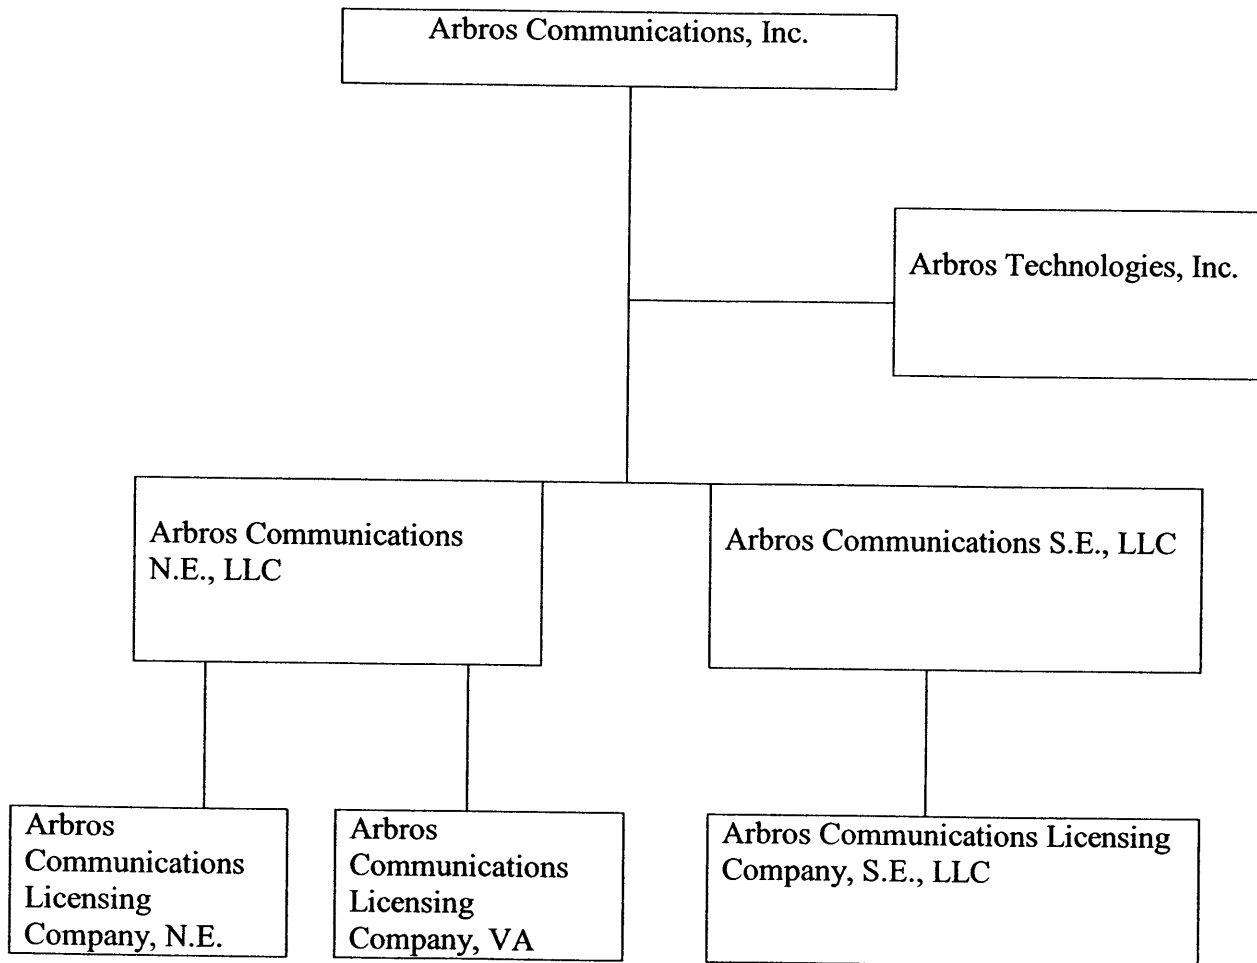 Arbros Communications, Inc.
Arbros Technologies, Inc.
Arbros Communications
N.E., LLC
Arbros Communications S.E., LLC
Arbros
Communications
Licensing
Company, N.E.
Arbros
Communications
Licensing
Company, VA
Arbros Communications Licensing
Company, S.E., LLC